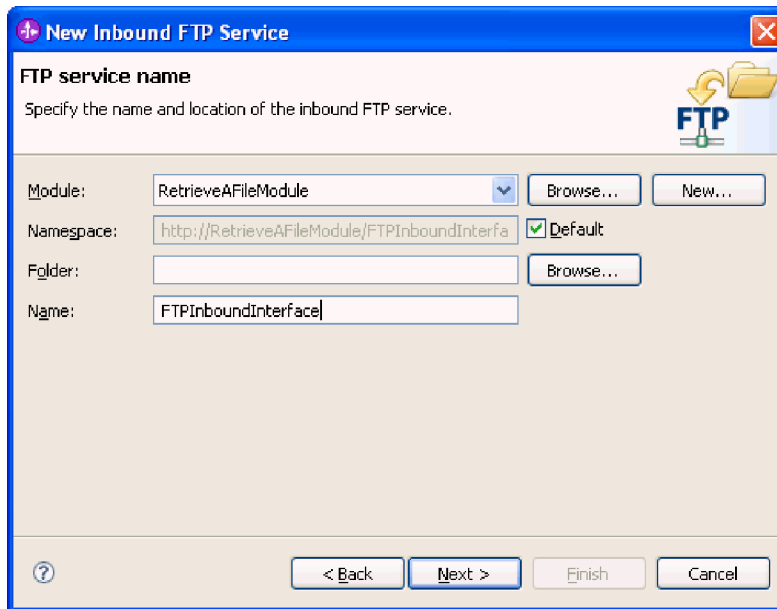 New Inbound FTP Service
FTP service name
Specify the name and location of the inbound FTP service.
FTP
Module: RetrieveAFileModule Browse... New...
Namespace: http://RetrieveAFileModule/FTPInboundInterfa Default
Folder: Browse...
Name: FTPInboundInterface
? < Back Next > Finish Cancel